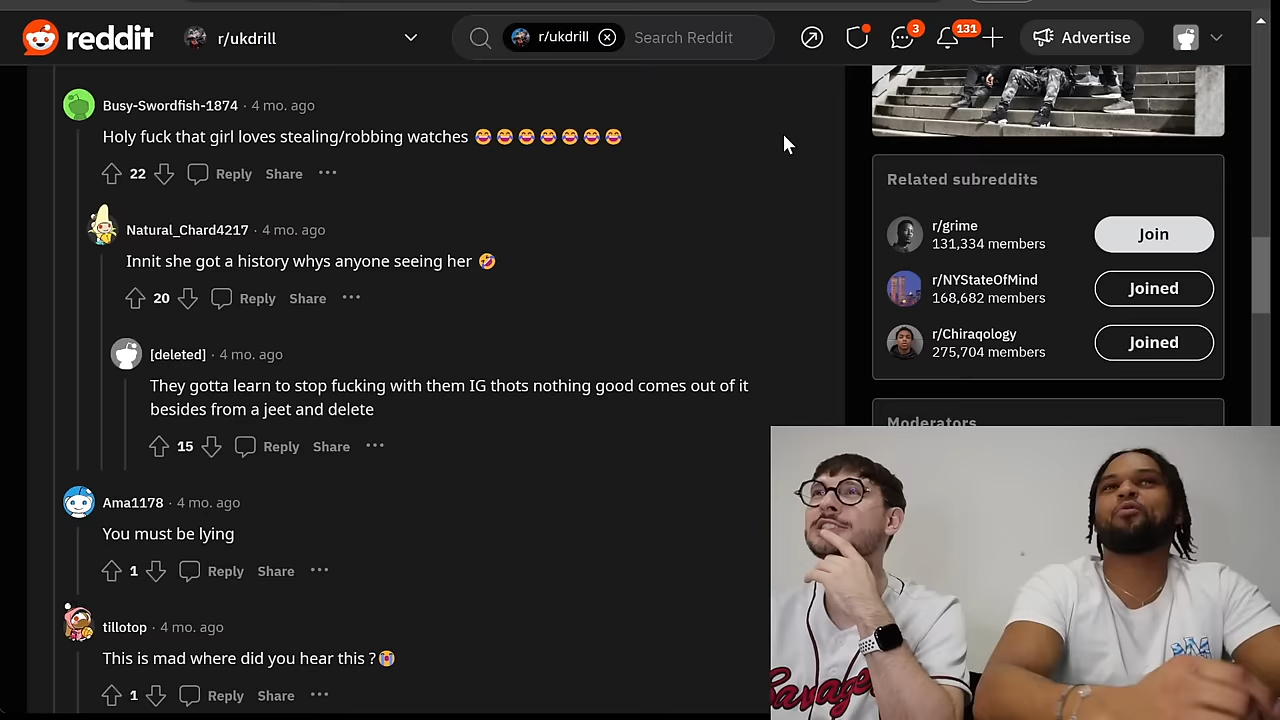 reddit
r/ukdrill
r/ukdrill
Search Reddit
3
131
Advertise
Busy-Swordfish-1874 · 4 mo. ago
Holy fuck that girl loves stealing/robbing watches 😂 😂 😂 😂 😂 😂 😂
22
Reply
Share
Natural_Chard4217 · 4 mo. ago
Innit she got a history whys anyone seeing her 🤣
20
Reply
Share
[deleted] · 4 mo. ago
They gotta learn to stop fucking with them IG thots nothing good comes out of it
besides from a jeet and delete
15
Reply
Share
Ama1178 · 4 mo. ago
You must be lying
1
Reply
Share
tillotop · 4 mo. ago
This is mad where did you hear this ?😭
1
Reply
Share
Related subreddits
r/grime
131,334 members
Join
r/NYStateOfMind
168,682 members
Joined
r/Chiraqology
275,704 members
Joined
Moderators
Savage